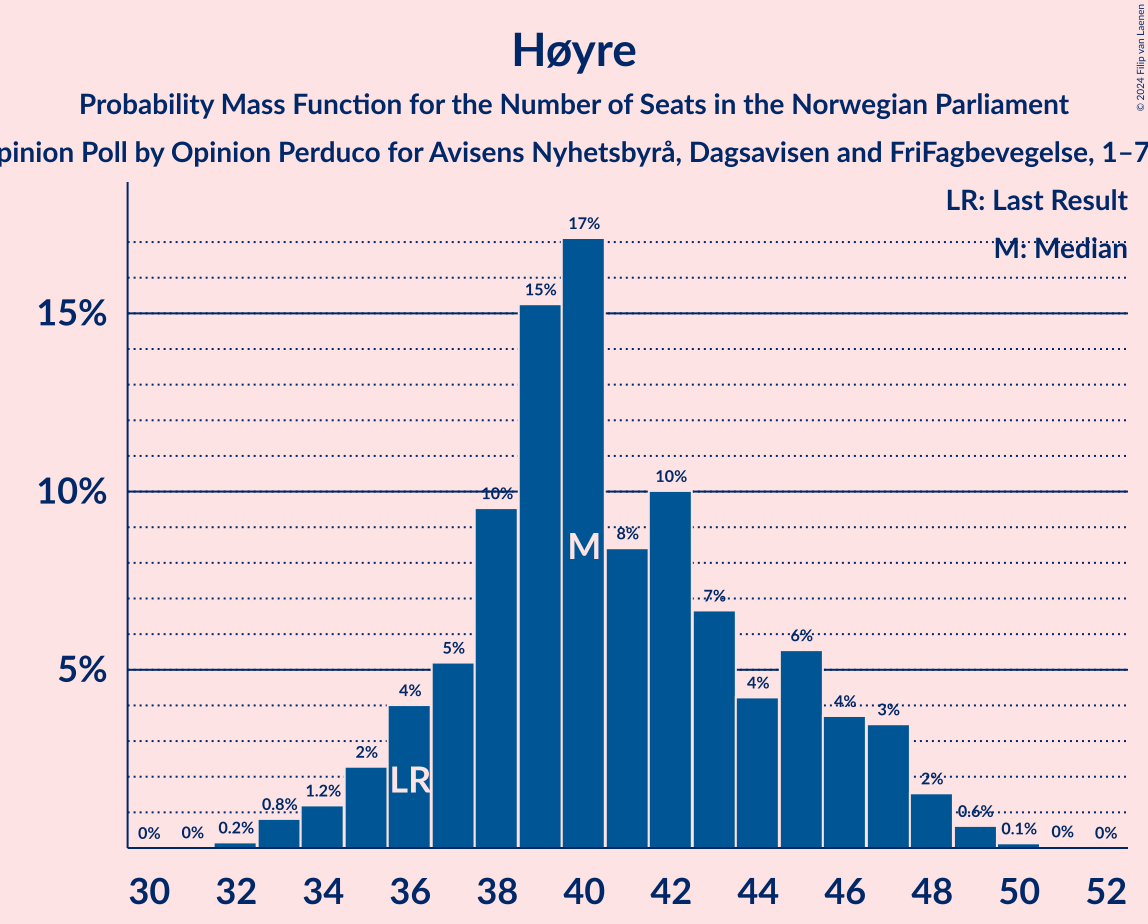 Høyre
Probability Mass Function for the Number of Seats in the Norwegian Parliament
pinion Poll by Opinion Perduco for Avisens Nyhetsbyrå, Dagsavisen and FriFagbevegelse, 1–7
© 2024 Filip van Laenen
LR: Last Result
M: Median
17%
15%
15%
10%
10%
10%
8%
M
7%
6%
5%
5%
4%
4%
4%
3%
2%
2%
LR
1.2%
0.8%
0.6%
0.2%
0.1%
0%
0%
0%
0%
30 32 34 36 38 40 42 44 46 48 50 52